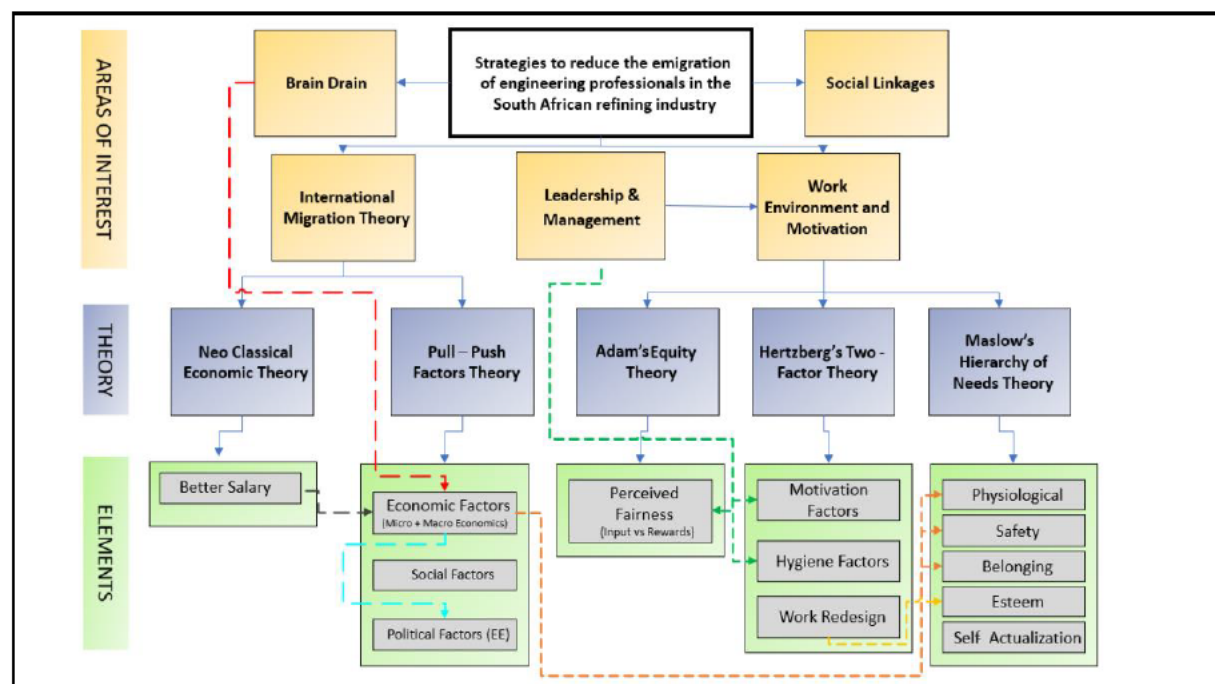 AREAS OF INTEREST
Brain Drain
Strategies to reduce the emigration
of engineering professionals in the
South African refining industry
Social Linkages
International
Migration Theory
Leadership &
Management
Work
Environment and
Motivation
THEORY
Neo Classical
Economic Theory
Pull – Push
Factors Theory
Adam's Equity
Theory
Hertzberg's Two -
Factor Theory
Maslow's
Hierarchy of
Needs Theory
ELEMENTS
Better Salary
Economic Factors
(Micro + Macro Economics)
Social Factors
Political Factors (EE)
Perceived
Fairness
(Input vs Rewards)
Motivation
Factors
Hygiene Factors
Work Redesign
Physiological
Safety
Belonging
Esteem
Self Actualization